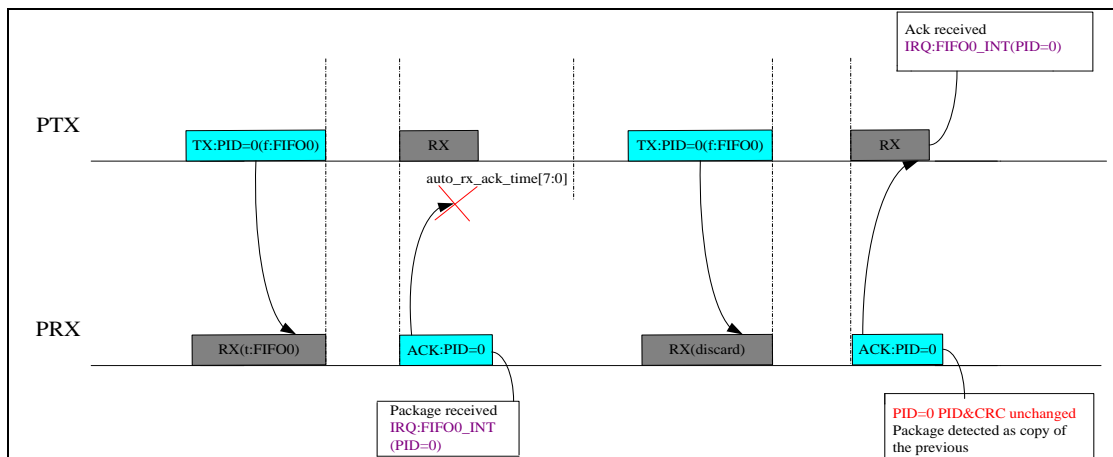 Ack received
IRQ:FIFO0_INT(PID=0)
PTX
TX:PID=0(f:FIFO0)
RX
TX:PID=0(f:FIFO0)
RX
auto_rx_ack_time[7:0]
PRX
RX(t:FIFO0)
ACK:PID=0
RX(discard)
ACK:PID=0
Package received
IRQ:FIFO0_INT
(PID=0)
PID=0 PID&CRC unchanged
Package detected as copy of
the previous